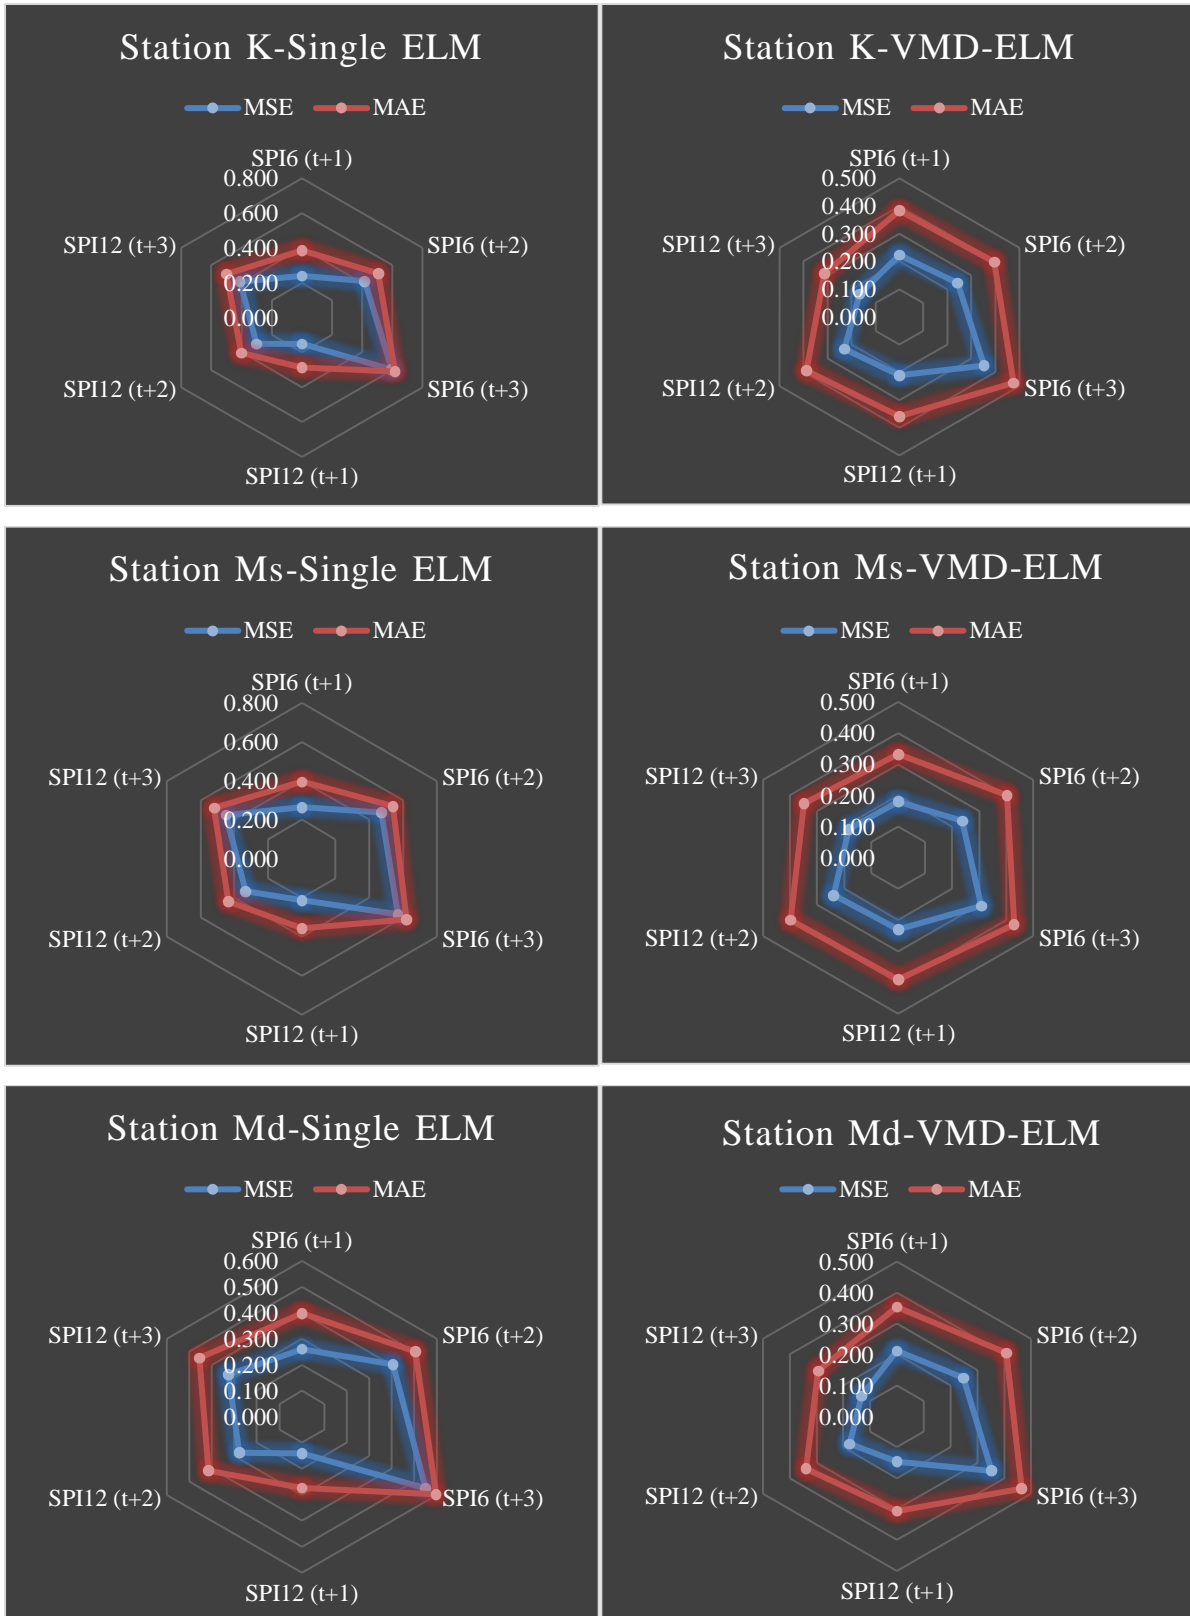 Station K-Single ELM
MSE MAE
SPI6 (t+1)
0.800
0.600
0.400
0.200
0.000
SPI6 (t+2)
SPI6 (t+3)
SPI12 (t+1)
SPI12 (t+2)
SPI12 (t+3)
Station K-VMD-ELM
MSE MAE
SPI6 (t+1)
0.500
0.400
0.300
0.200
0.100
0.000
SPI6 (t+2)
SPI6 (t+3)
SPI12 (t+1)
SPI12 (t+2)
SPI12 (t+3)
Station Ms-Single ELM
MSE MAE
SPI6 (t+1)
0.800
0.600
0.400
0.200
0.000
SPI6 (t+2)
SPI6 (t+3)
SPI12 (t+1)
SPI12 (t+2)
SPI12 (t+3)
Station Ms-VMD-ELM
MSE MAE
SPI6 (t+1)
0.500
0.400
0.300
0.200
0.100
0.000
SPI6 (t+2)
SPI6 (t+3)
SPI12 (t+1)
SPI12 (t+2)
SPI12 (t+3)
Station Md-Single ELM
MSE MAE
SPI6 (t+1)
0.600
0.500
0.400
0.300
0.200
0.100
0.000
SPI6 (t+2)
SPI6 (t+3)
SPI12 (t+1)
SPI12 (t+2)
SPI12 (t+3)
Station Md-VMD-ELM
MSE MAE
SPI6 (t+1)
0.500
0.400
0.300
0.200
0.100
0.000
SPI6 (t+2)
SPI6 (t+3)
SPI12 (t+1)
SPI12 (t+2)
SPI12 (t+3)